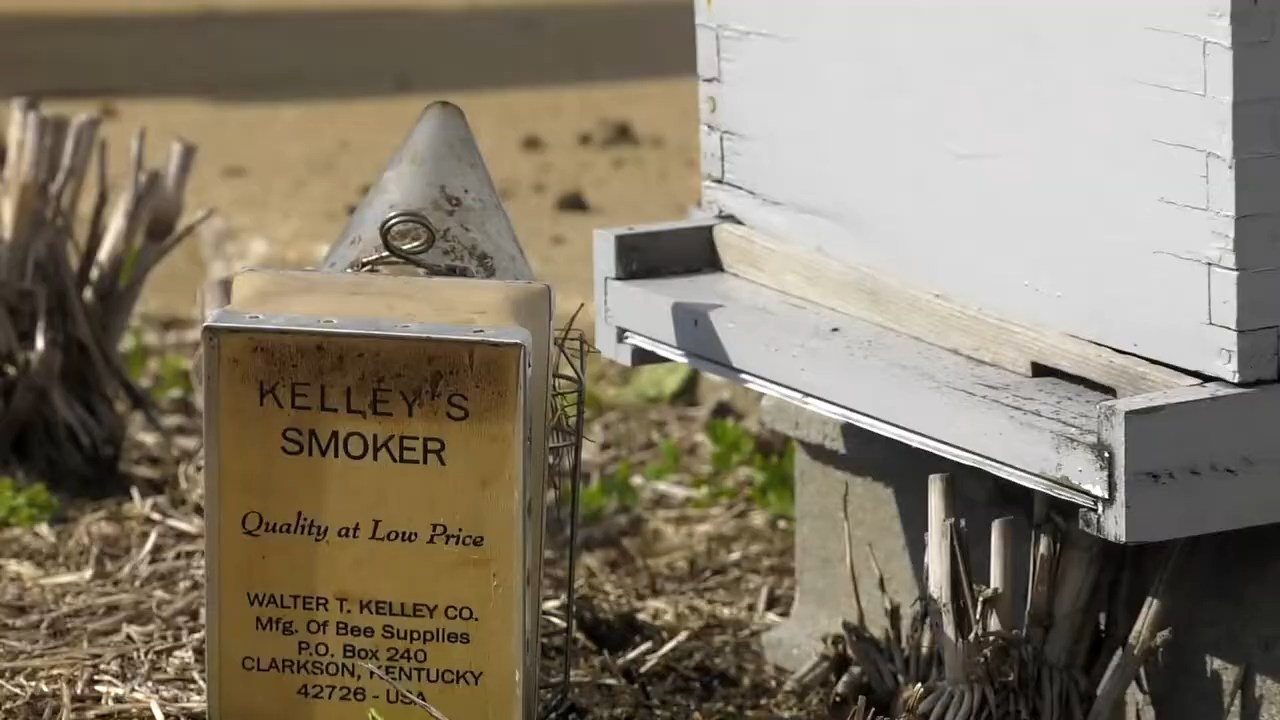 KELLEY'S
SMOKER
Quality at Low Price
WALTER T. KELLEY CO.
Mfg. Of Bee Supplies
P.O. Box 240
CLARKSON, KENTUCKY
42726 - USA